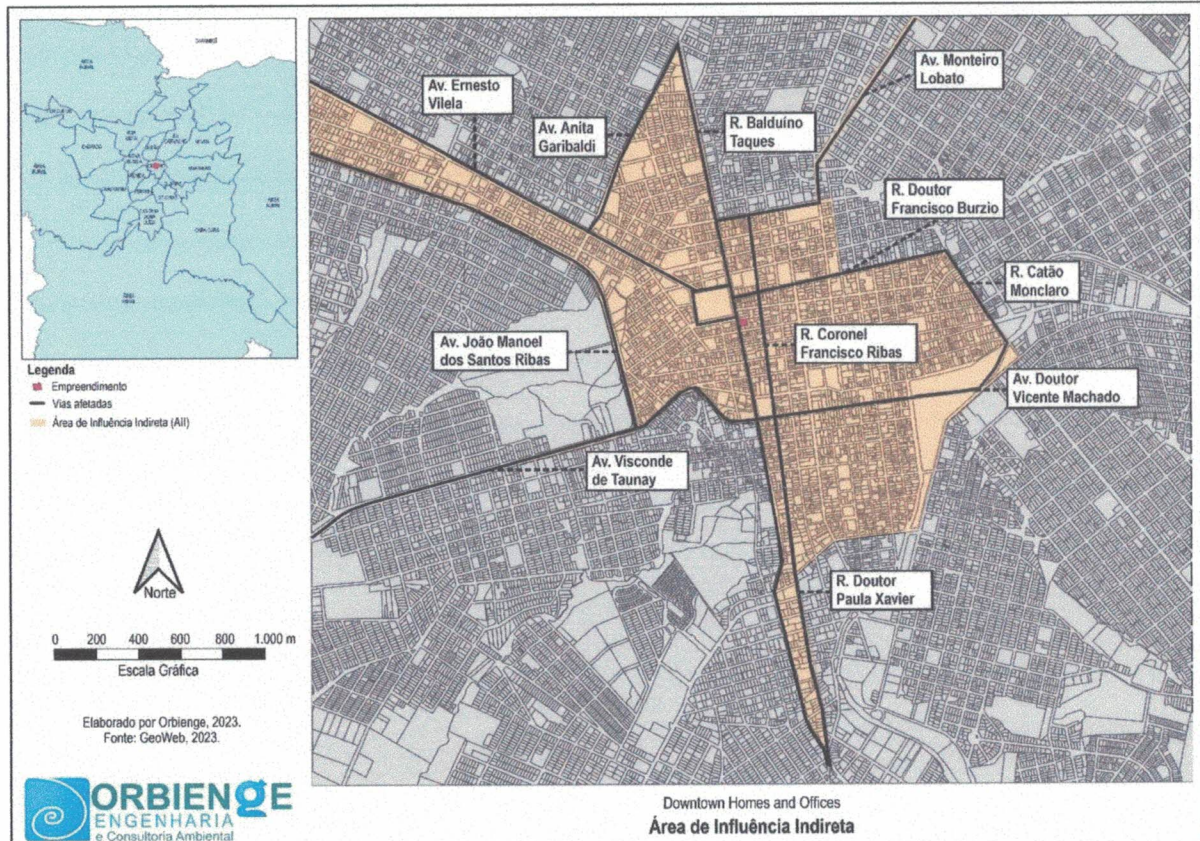 Av. Ernesto
Vilela
Av. Anita
Garibaldi
R. Balduíno
Taques
Av. Monteiro
Lobato
R. Doutor
Francisco Burzio
R. Catão
Monclaro
Av. João Manoel
dos Santos Ribas
R. Coronel
Francisco Ribas
Av. Doutor
Vicente Machado
Av. Visconde
de Taunay
R. Doutor
Paula Xavier
Legenda
Empreendimento
Vias afetadas
Área de Influência Indireta (AII)
Norte
0 200 400 600 800 1.000 m
Escala Gráfica
Elaborado por Orbienge, 2023.
Fonte: GeoWeb, 2023.
ORBIENGE
ENGENHARIA
e Consultoria Ambiental
Downtown Homes and Offices
Área de Influência Indireta